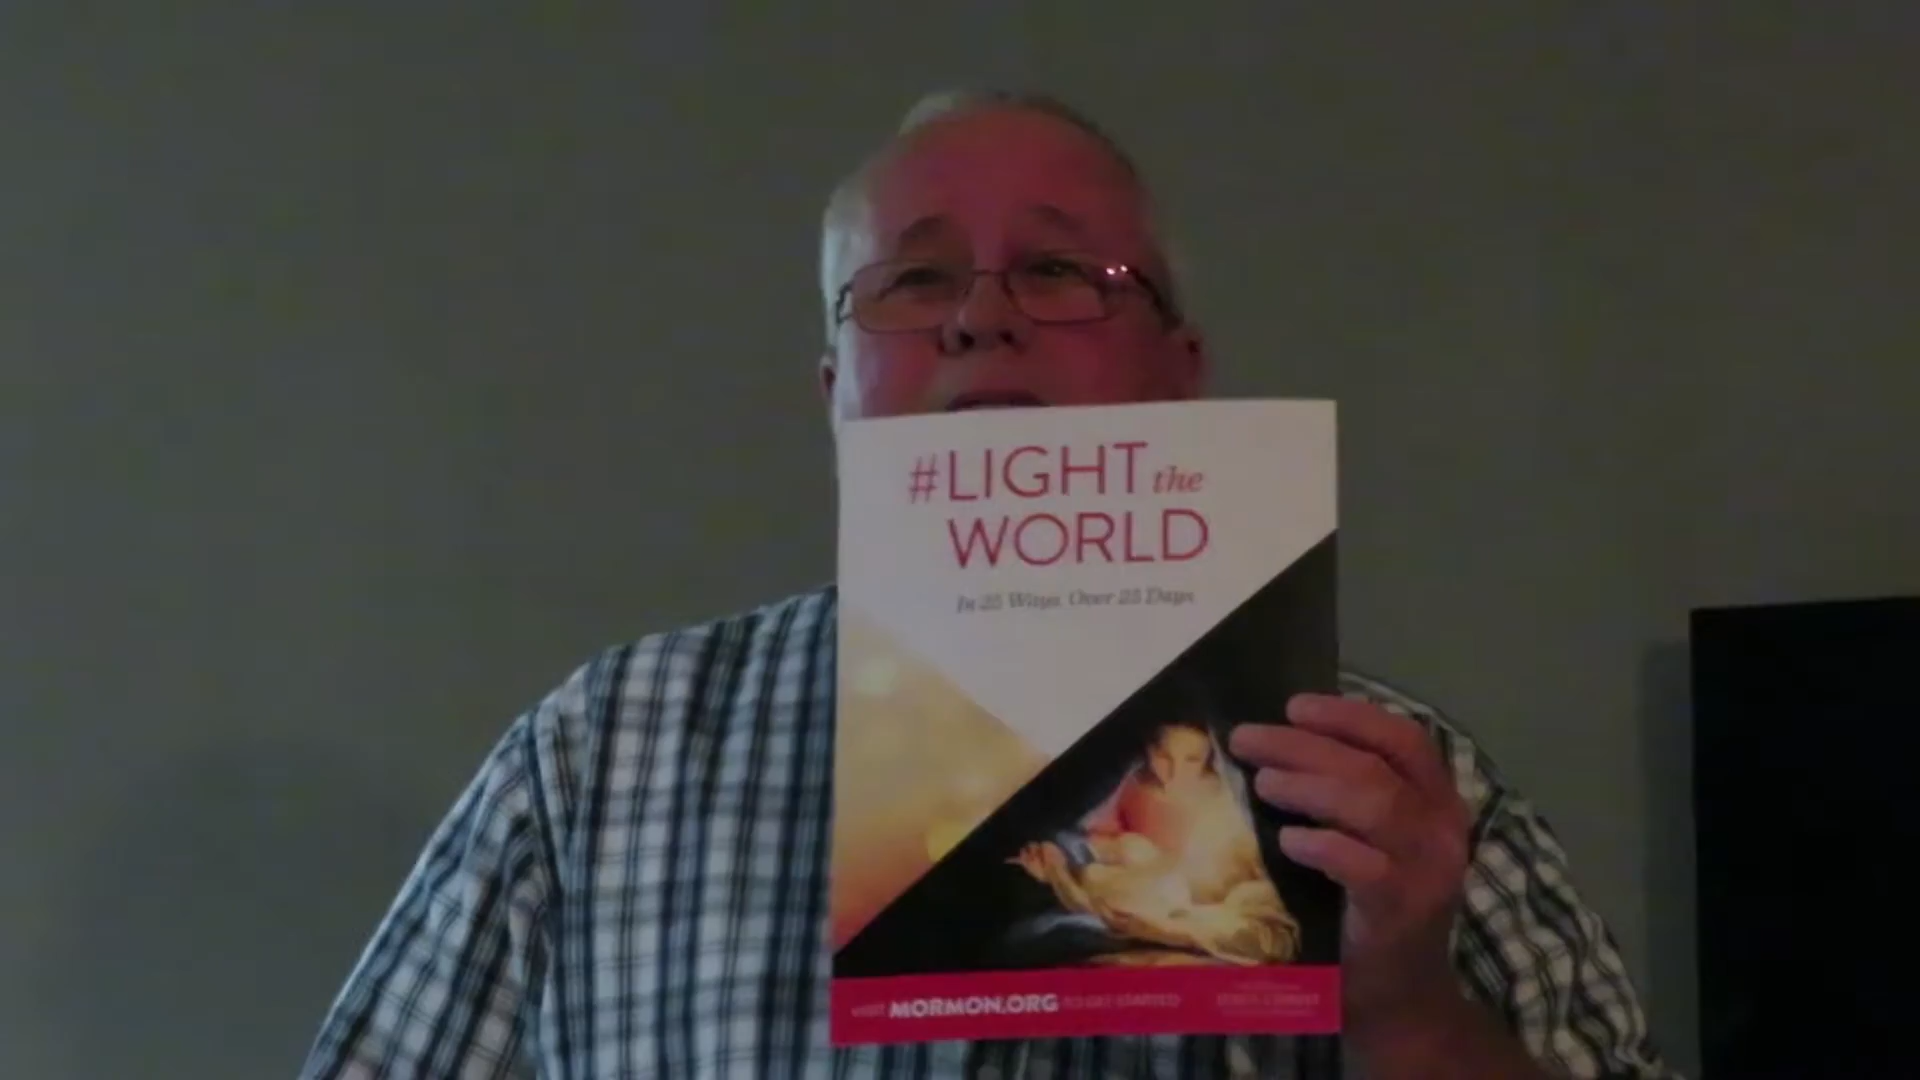 #LIGHT the
WORLD
In 25 Ways. Over 25 Days.
VISIT MORMON.ORG TO GET STARTED